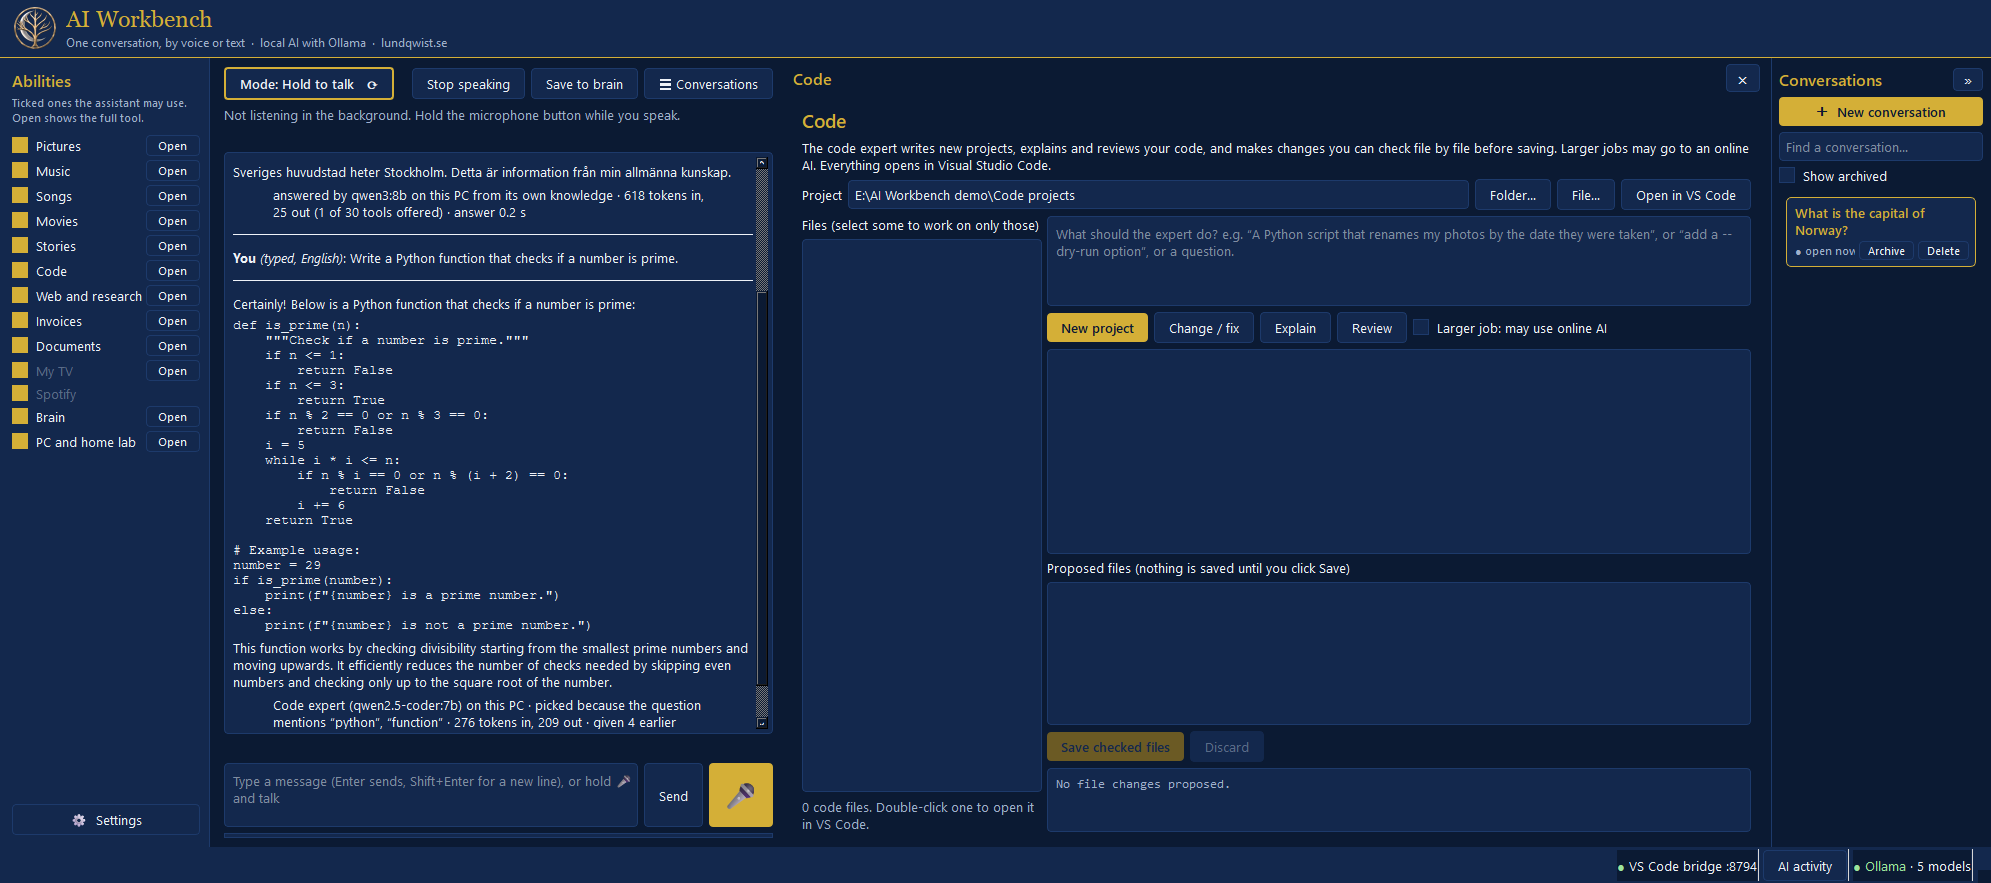 AI Workbench
One conversation, by voice or text · local AI with Ollama · lundqwist.se
Abilities
Ticked ones the assistant may use.
Open shows the full tool.
Pictures Open
Music Open
Songs Open
Movies Open
Stories Open
Code Open
Web and research Open
Invoices Open
Documents Open
My TV Open
Spotify
Brain Open
PC and home lab Open
Settings
Mode: Hold to talk
Stop speaking
Save to brain
Conversations
Not listening in the background. Hold the microphone button while you speak.
Sveriges huvudstad heter Stockholm. Detta är information från min allmänna kunskap.
answered by qwen3:8b on this PC from its own knowledge · 618 tokens in,
25 out (1 of 30 tools offered) · answer 0.2 s
You (typed, English): Write a Python function that checks if a number is prime.
Certainly! Below is a Python function that checks if a number is prime:
def is_prime(n):
    """Check if a number is prime."""
    if n <= 1:
        return False
    if n <= 3:
        return True
    if n % 2 == 0 or n % 3 == 0:
        return False
    i = 5
    while i * i <= n:
        if n % i == 0 or n % (i + 2) == 0:
            return False
        i += 6
    return True
# Example usage:
number = 29
if is_prime(number):
    print(f"{number} is a prime number.")
else:
    print(f"{number} is not a prime number.")
This function works by checking divisibility starting from the smallest prime numbers and
moving upwards. It efficiently reduces the number of checks needed by skipping even
numbers and checking only up to the square root of the number.
Code expert (qwen2.5-coder:7b) on this PC · picked because the question
mentions “python”, “function” · 276 tokens in, 209 out · given 4 earlier
Type a message (Enter sends, Shift+Enter for a new line), or hold 🎤
and talk
Send
Code
Code
The code expert writes new projects, explains and reviews your code, and makes changes you can check file by file before saving. Larger jobs may go to an online
AI. Everything opens in Visual Studio Code.
Project E:\AI Workbench demo\Code projects Folder... File... Open in VS Code
Files (select some to work on only those)
What should the expert do? e.g. “A Python script that renames my photos by the date they were taken”, or “add a --
dry-run option”, or a question.
New project Change / fix Explain Review Larger job: may use online AI
Proposed files (nothing is saved until you click Save)
Save checked files Discard
No file changes proposed.
0 code files. Double-click one to open it
in VS Code.
Conversations »
+ New conversation
Find a conversation...
Show archived
What is the capital of
Norway?
● open now Archive Delete
● VS Code bridge :8794 AI activity ● Ollama · 5 models